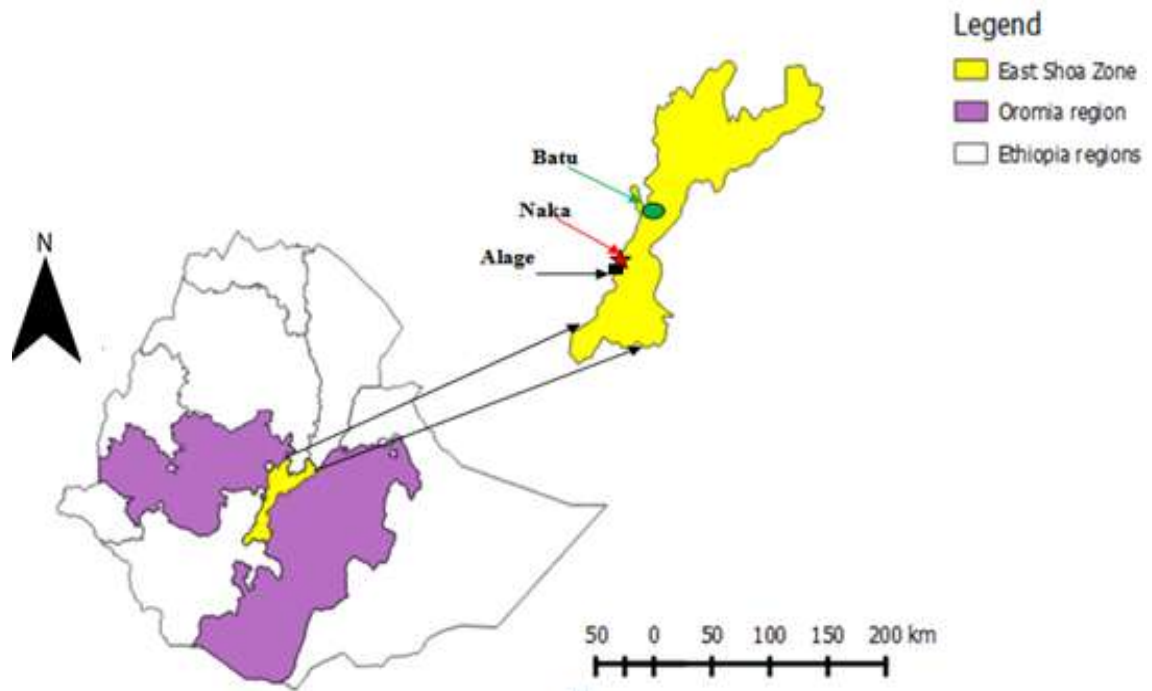 Legend
East Shoa Zone
Oromia region
Ethiopia regions
Batu
Naka
Alage
N
50 0 50 100 150 200 km